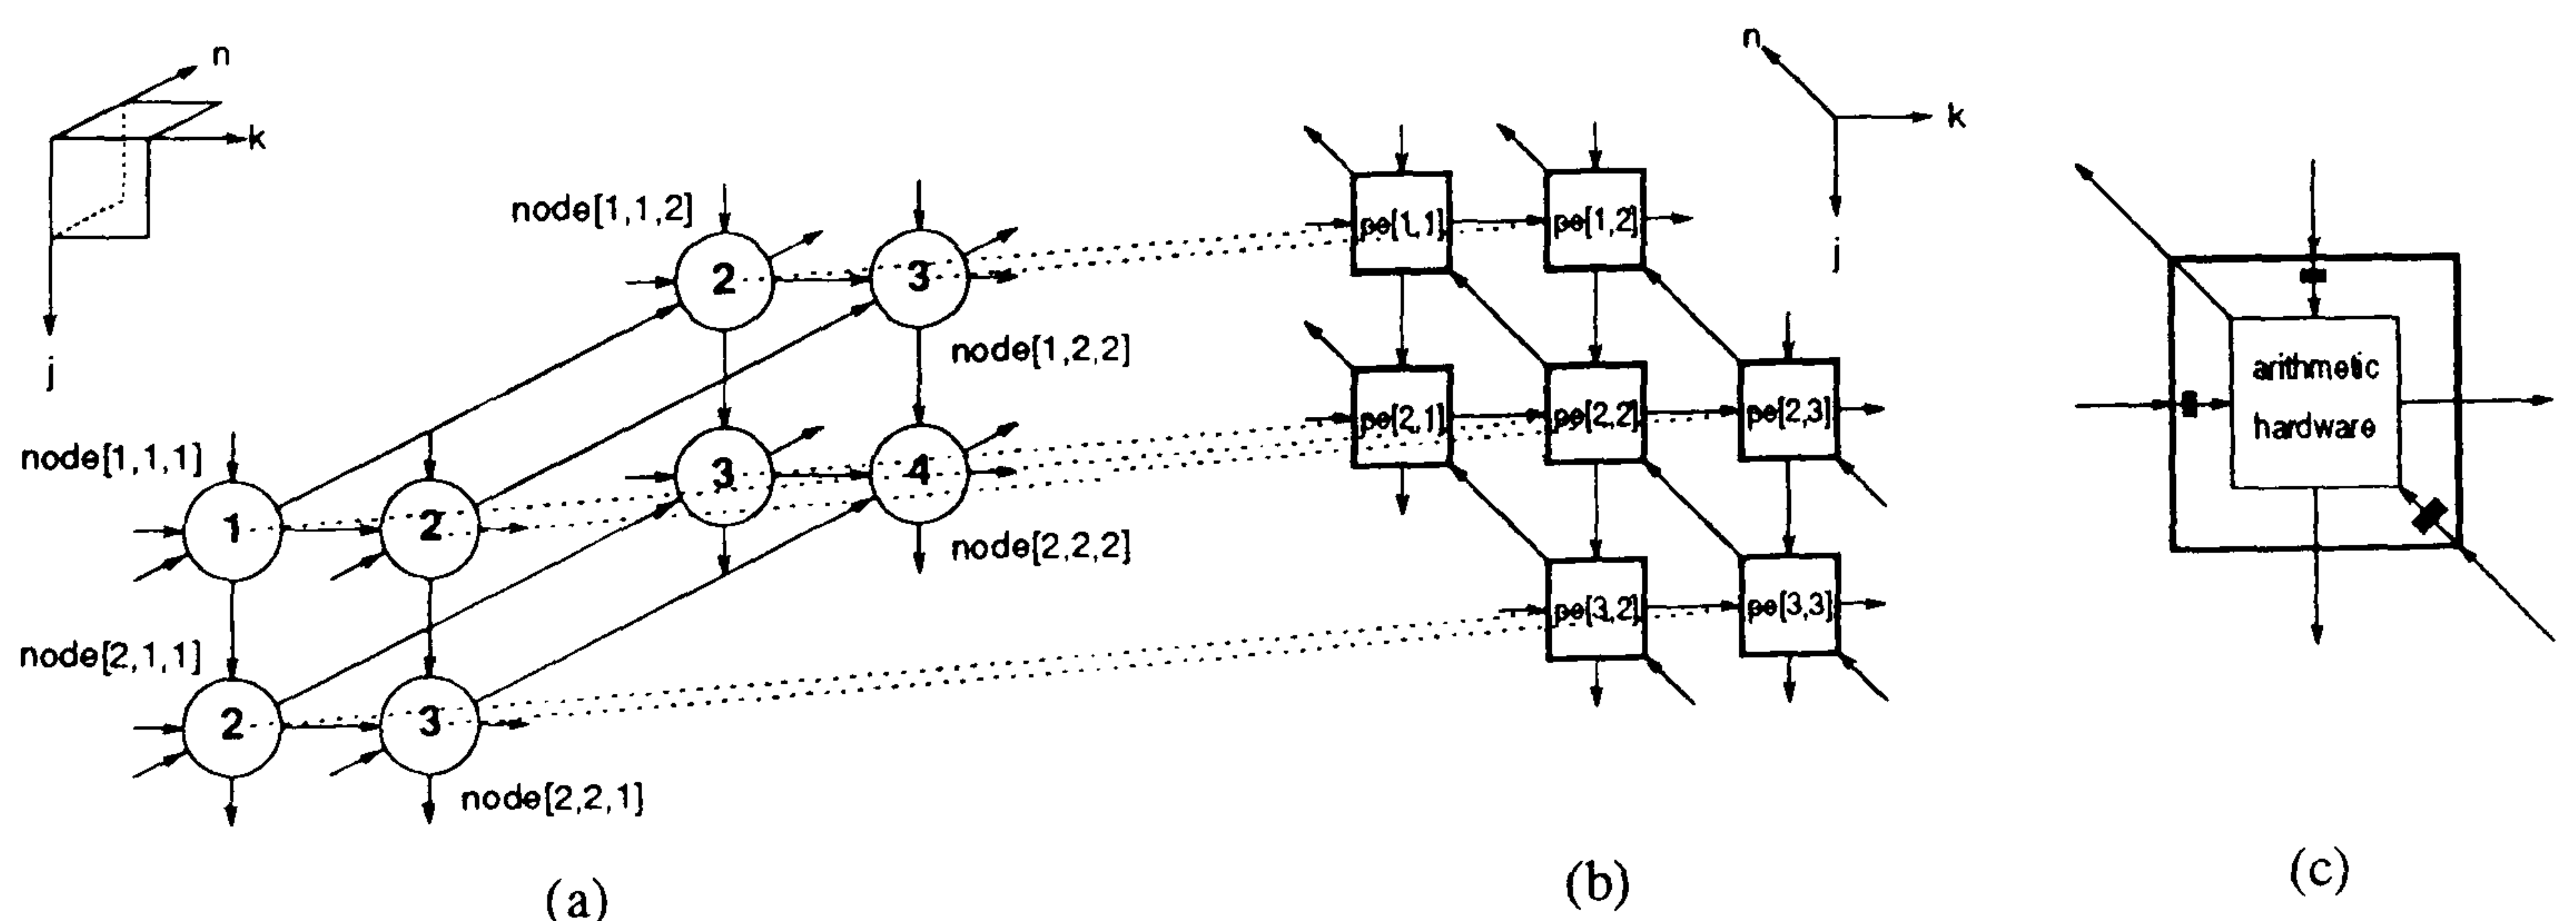 n
k
j
node[1,1,2]
2
3
node[1,2,2]
node[1,1,1]
1
2
3
4
node[2,2,2]
node[2,1,1]
2
3
node[2,2,1]
(a)
n
k
j
pe[1,1]
pe[1,2]
pe[2,1]
pe[2,2]
pe[2,3]
pe[3,2]
pe[3,3]
(b)
arithmetic
hardware
(c)